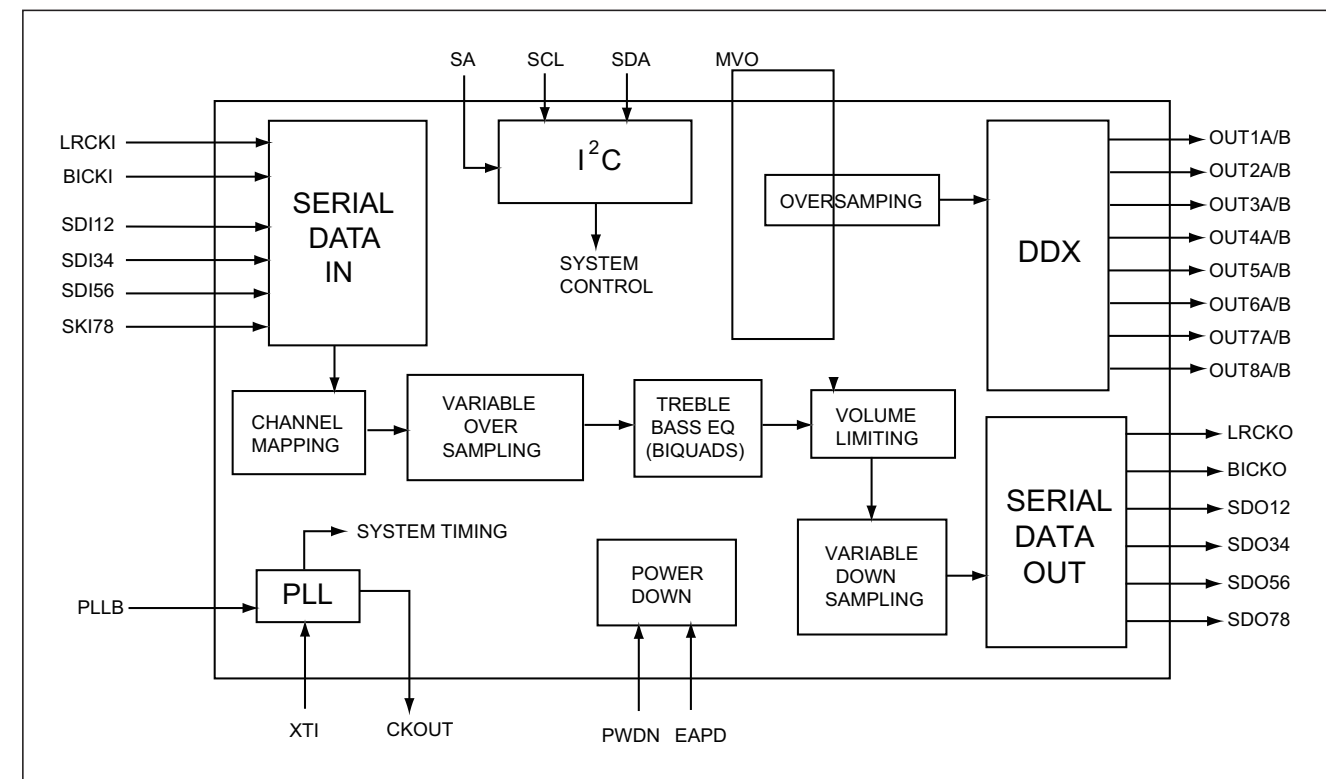 SA
SCL
SDA
MVO
LRCKI
BICKI
SDI12
SDI34
SDI56
SKI78
SERIAL
DATA
IN
I²C
SYSTEM
CONTROL
OVERSAMPING
DDX
OUT1A/B
OUT2A/B
OUT3A/B
OUT4A/B
OUT5A/B
OUT6A/B
OUT7A/B
OUT8A/B
CHANNEL
MAPPING
VARIABLE
OVER
SAMPLING
TREBLE
BASS EQ
(BIQUADS)
VOLUME
LIMITING
SERIAL
DATA
OUT
LRCKO
BICKO
SDO12
SDO34
SDO56
SDO78
SYSTEM TIMING
PLLB
PLL
POWER
DOWN
VARIABLE
DOWN
SAMPLING
XTI
CKOUT
PWDN
EAPD